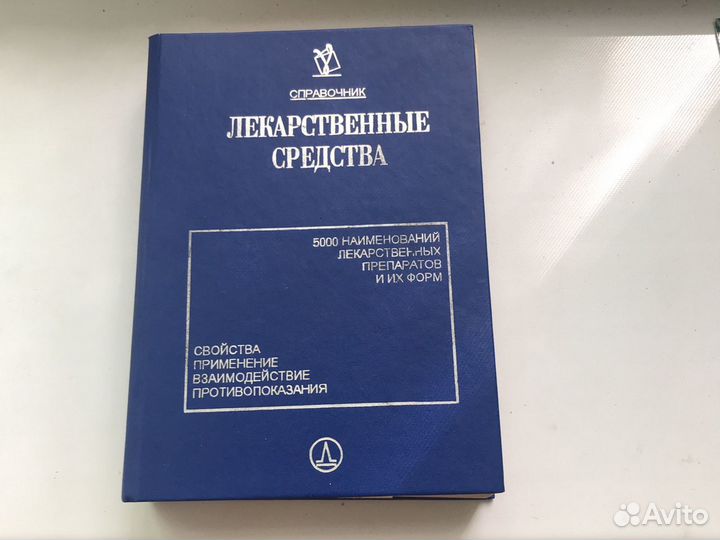 СПРАВОЧНИК
ЛЕКАРСТВЕННЫЕ
СРЕДСТВА
5000 НАИМЕНОВАНИЙ
ЛЕКАРСТВЕННЫХ
ПРЕПАРАТОВ
И ИХ ФОРМ
СВОЙСТВА
ПРИМЕНЕНИЕ
ВЗАИМОДЕЙСТВИЕ
ПРОТИВОПОКАЗАНИЯ
Avito